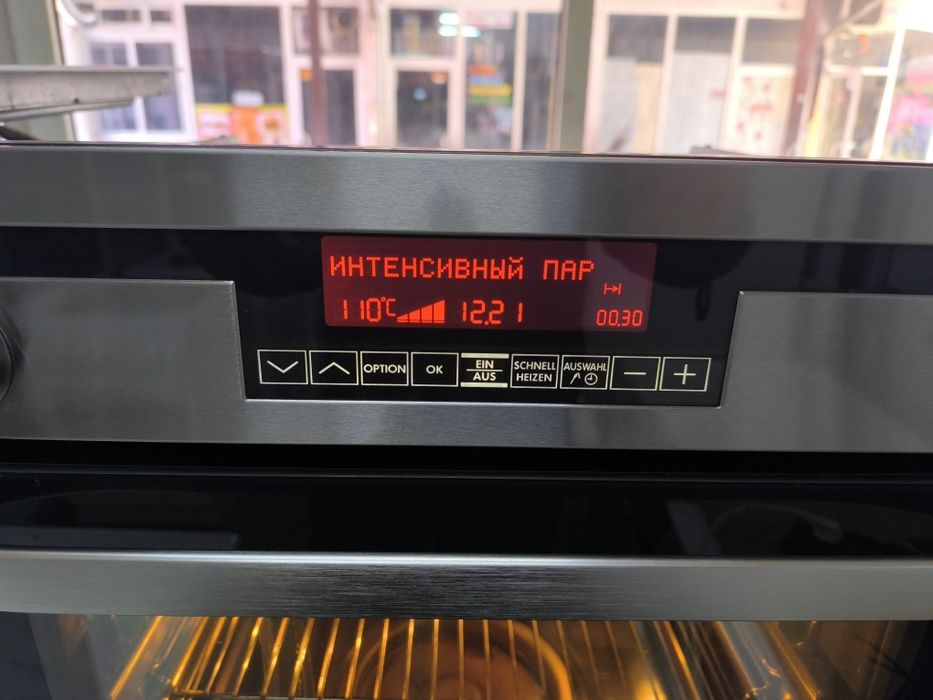 ИНТЕНСИВНЫЙ ПАР
110°C 12.21 00.30
OPTION OK EIN AUS SCHNELL HEIZEN AUSWAHL